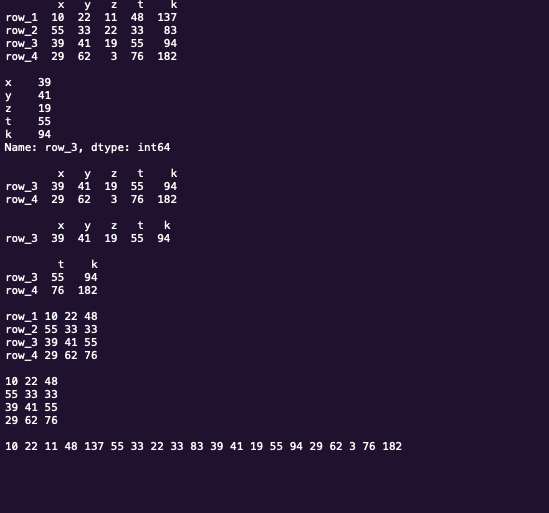 x y z t k
row_1 10 22 11 48 137
row_2 55 33 22 33 83
row_3 39 41 19 55 94
row_4 29 62 3 76 182
x 39
y 41
z 19
t 55
k 94
Name: row_3, dtype: int64
x y z t k
row_3 39 41 19 55 94
row_4 29 62 3 76 182
x y z t k
row_3 39 41 19 55 94
t k
row_3 55 94
row_4 76 182
row_1 10 22 48
row_2 55 33 33
row_3 39 41 55
row_4 29 62 76
10 22 48
55 33 33
39 41 55
29 62 76
10 22 11 48 137 55 33 22 33 83 39 41 19 55 94 29 62 3 76 182